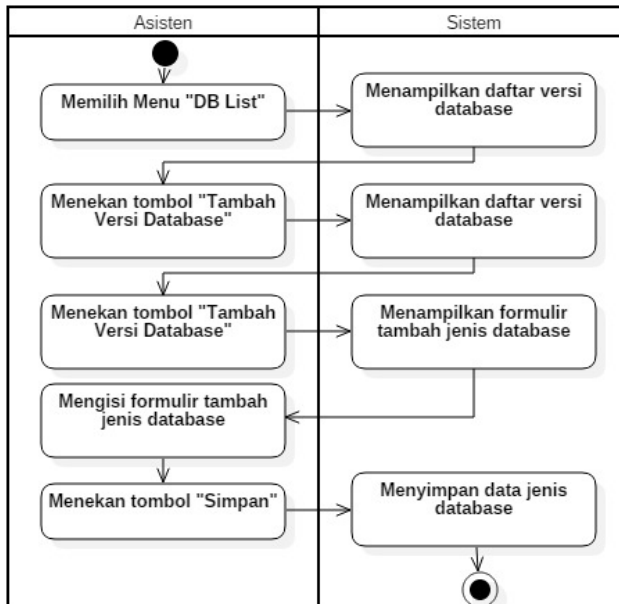 Asisten
Sistem
Memilih Menu "DB List"
Menampilkan daftar versi
database
Menekan tombol "Tambah
Versi Database"
Menampilkan daftar versi
database
Menekan tombol "Tambah
Versi Database"
Menampilkan formulir
tambah jenis database
Mengisi formulir tambah
jenis database
Menekan tombol "Simpan"
Menyimpan data jenis
database